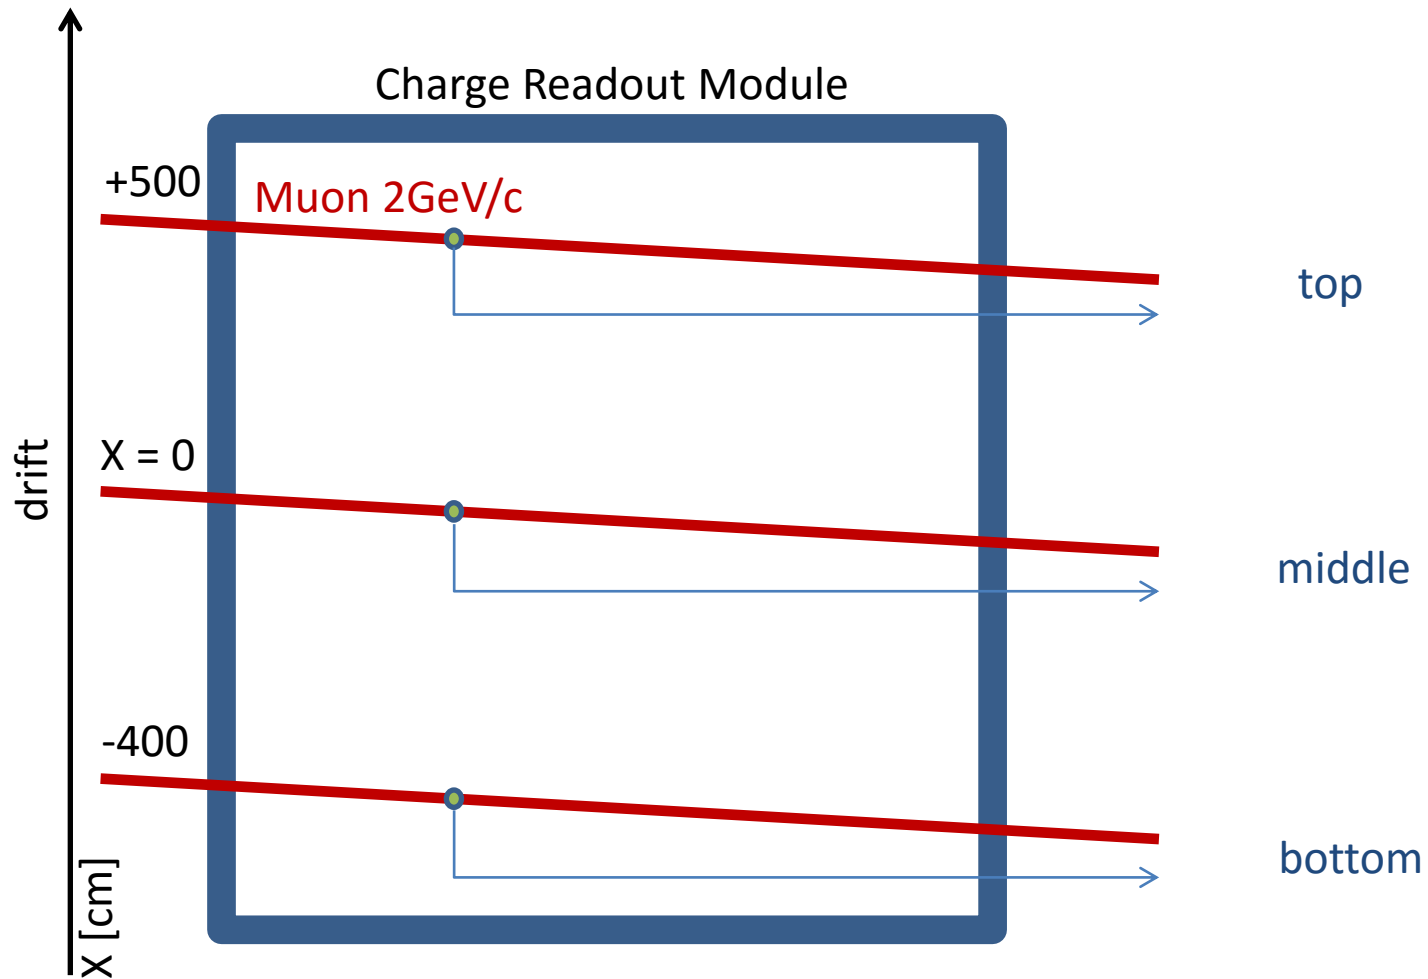 Charge Readout Module
+500
Muon 2GeV/c
top
drift
X = 0
middle
-400
bottom
X [cm]